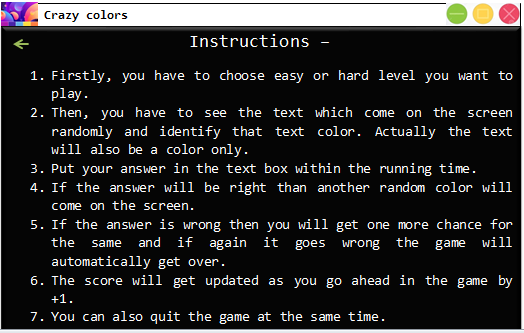 Crazy colors
Instructions –
1. Firstly, you have to choose easy or hard level you want to
play.
2. Then, you have to see the text which come on the screen
randomly and identify that text color. Actually the text
will also be a color only.
3. Put your answer in the text box within the running time.
4. If the answer will be right than another random color will
come on the screen.
5. If the answer is wrong then you will get one more chance for
the same and if again it goes wrong the game will
automatically get over.
6. The score will get updated as you go ahead in the game by
+1.
7. You can also quit the game at the same time.